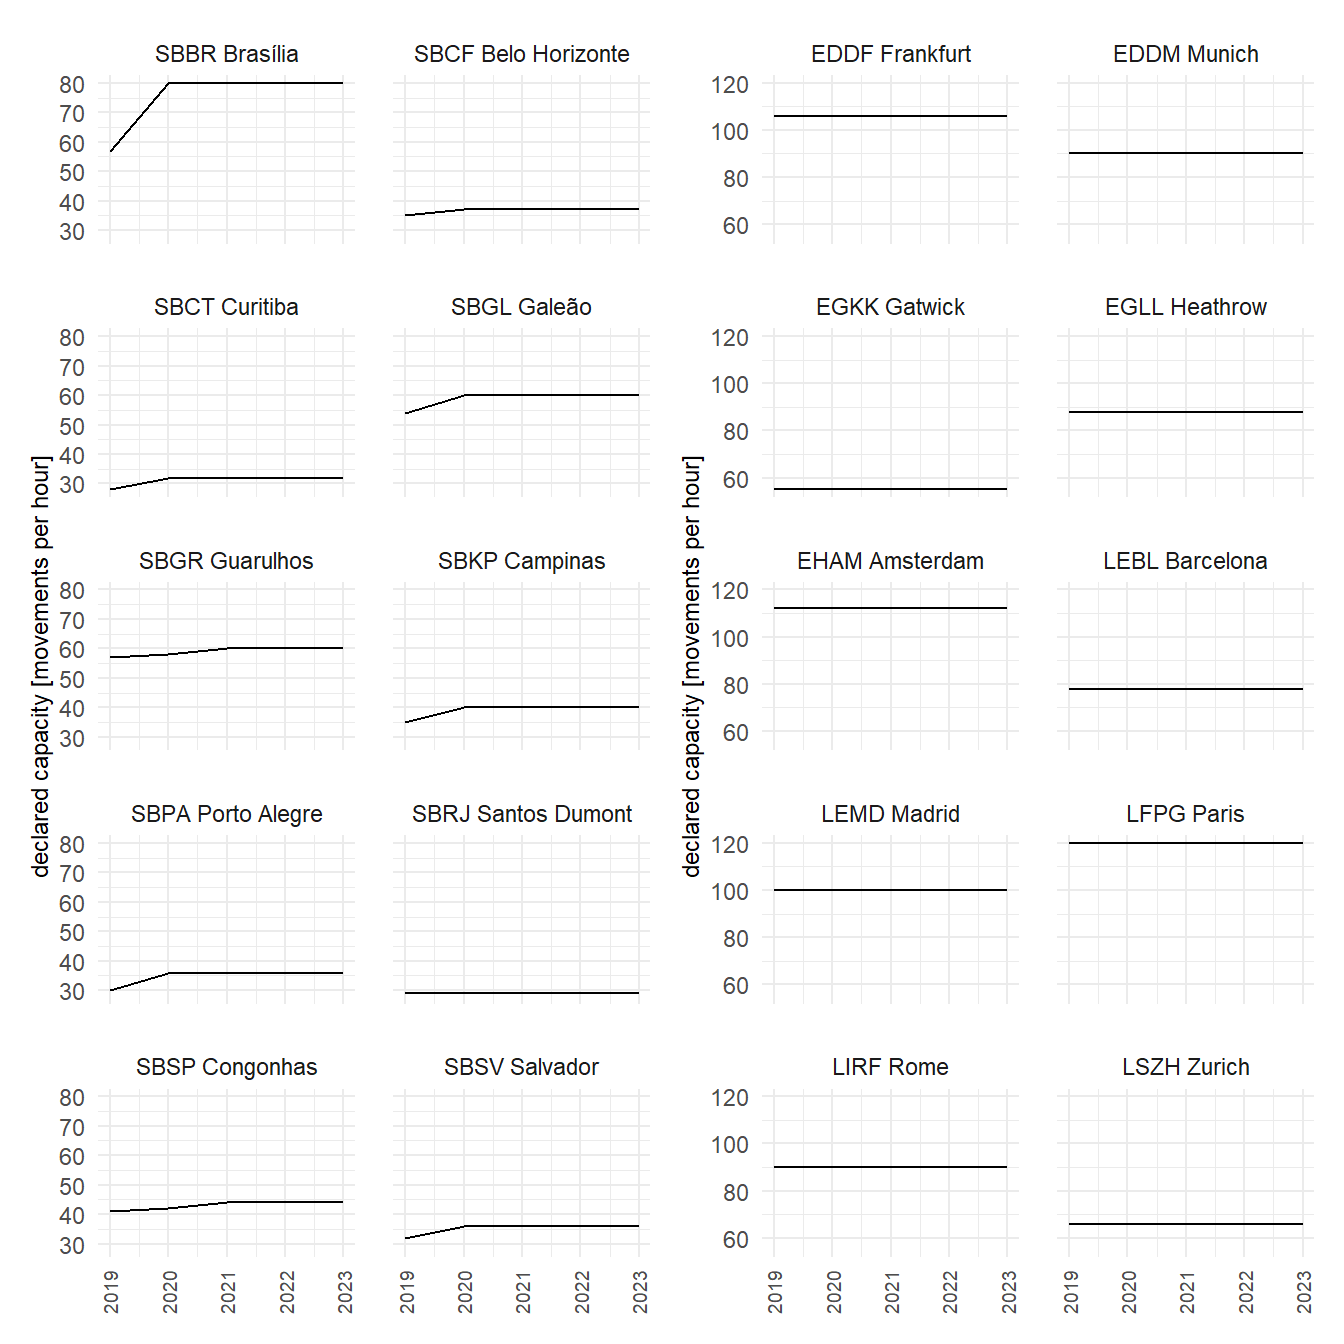 SBBR Brasília
SBCF Belo Horizonte
EDDF Frankfurt
EDDM Munich
80
70
60
50
40
30
120
100
80
60
SBCT Curitiba
SBGL Galeão
EGKK Gatwick
EGLL Heathrow
80
70
60
50
40
30
120
100
80
60
declared capacity [movements per hour]
declared capacity [movements per hour]
SBGR Guarulhos
SBKP Campinas
EHAM Amsterdam
LEBL Barcelona
80
70
60
50
40
30
120
100
80
60
SBPA Porto Alegre
SBRJ Santos Dumont
LEMD Madrid
LFPG Paris
80
70
60
50
40
30
120
100
80
60
SBSP Congonhas
SBSV Salvador
LIRF Rome
LSZH Zurich
80
70
60
50
40
30
120
100
80
60
2019 2020 2021 2022 2023
2019 2020 2021 2022 2023
2019 2020 2021 2022 2023
2019 2020 2021 2022 2023